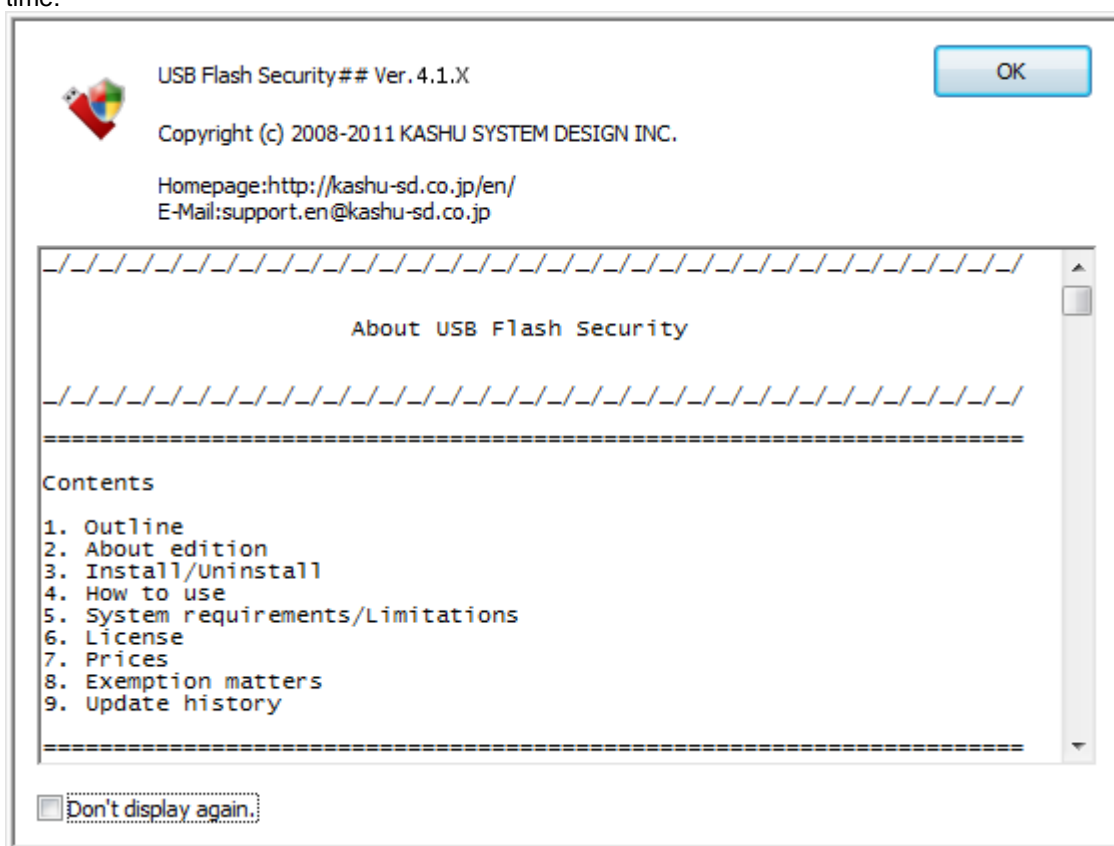 time.
USB Flash Security## Ver.4.1.X
OK
Copyright (c) 2008-2011 KASHU SYSTEM DESIGN INC.
Homepage:http://kashu-sd.co.jp/en/
E-Mail:support.en@kashu-sd.co.jp
_/_/_/_/_/_/_/_/_/_/_/_/_/_/_/_/_/_/_/_/_/_/_/_/_/_/_/_/_/_/_/_/_/_/_/
About USB Flash Security
_/_/_/_/_/_/_/_/_/_/_/_/_/_/_/_/_/_/_/_/_/_/_/_/_/_/_/_/_/_/_/_/_/_/_/
======================================================================
Contents
1. Outline
2. About edition
3. Install/Uninstall
4. How to use
5. System requirements/Limitations
6. License
7. Prices
8. Exemption matters
9. Update history
======================================================================
Don't display again.